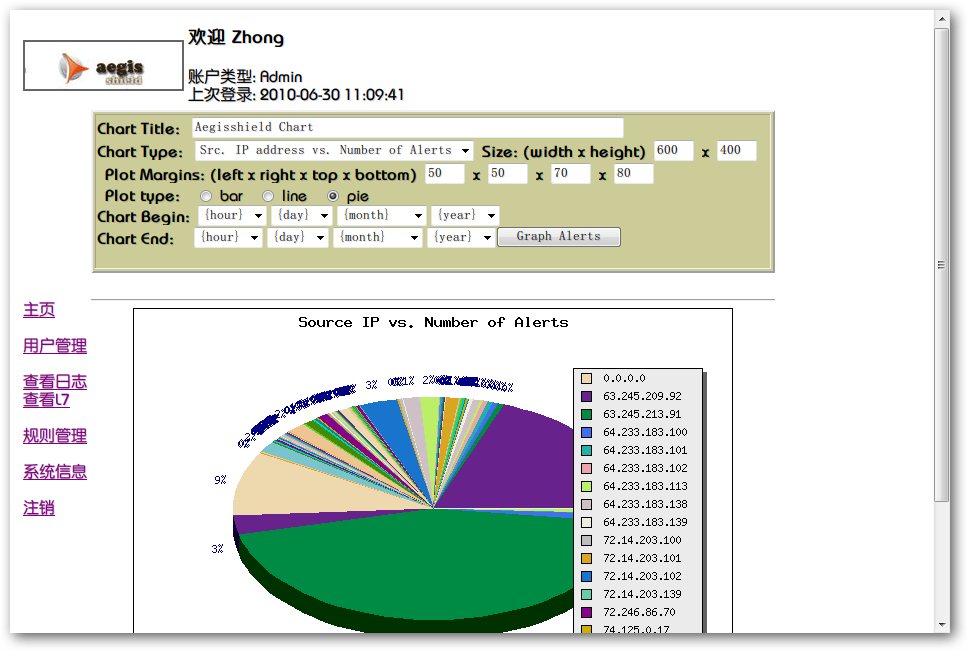 欢迎 Zhong
aegis
shield
账户类型: Admin
上次登录: 2010-06-30 11:09:41
Chart Title: Aegisshield Chart
Chart Type: Src. IP address vs. Number of Alerts Size: (width x height) 600 x 400
Plot Margins: (left x right x top x bottom) 50 x 50 x 70 x 80
Plot type: bar line pie
Chart Begin: {hour} {day} {month} {year}
Chart End: {hour} {day} {month} {year} Graph Alerts
主页
用户管理
查看日志
查看L7
规则管理
系统信息
注销
Source IP vs. Number of Alerts
3%
2%
9%
3%
0.0.0.0
63.245.209.92
63.245.213.91
64.233.183.100
64.233.183.101
64.233.183.102
64.233.183.113
64.233.183.138
64.233.183.139
72.14.203.100
72.14.203.101
72.14.203.102
72.14.203.139
72.246.86.70
74.125.0.17